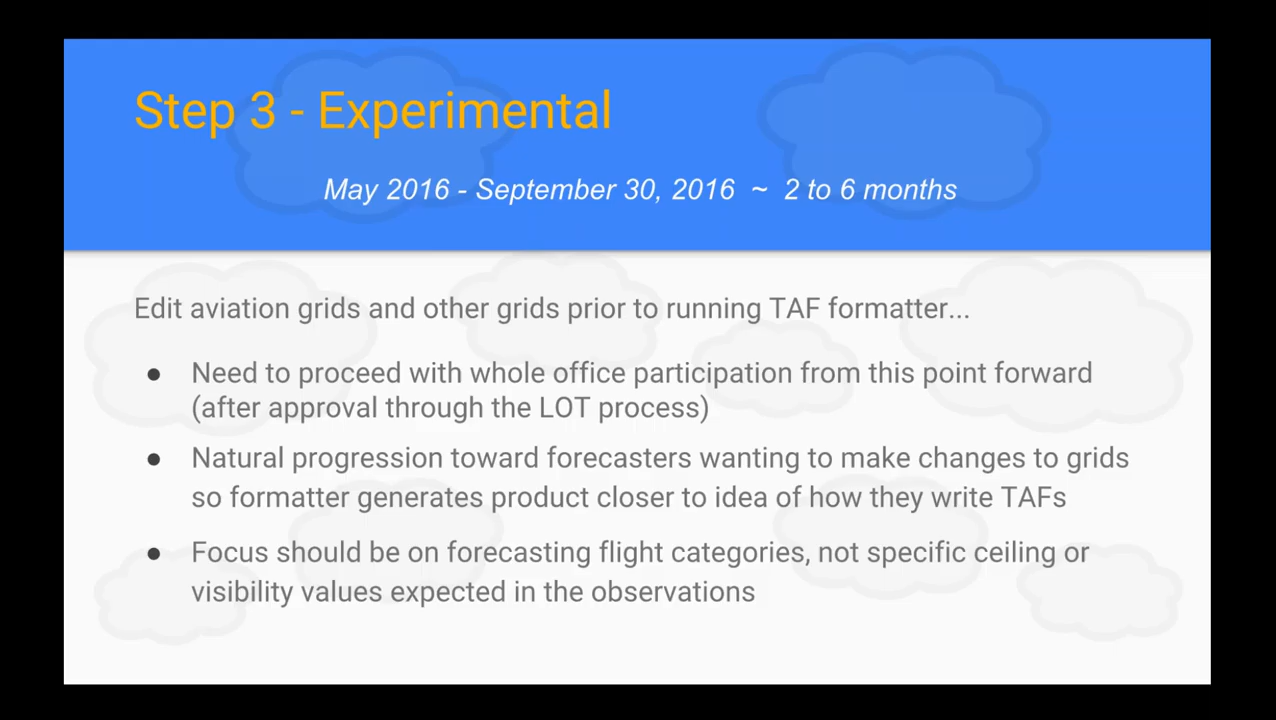 Step 3 - Experimental
May 2016 - September 30, 2016 ~ 2 to 6 months
Edit aviation grids and other grids prior to running TAF formatter...
● Need to proceed with whole office participation from this point forward
(after approval through the LOT process)
● Natural progression toward forecasters wanting to make changes to grids
so formatter generates product closer to idea of how they write TAFs
● Focus should be on forecasting flight categories, not specific ceiling or
visibility values expected in the observations